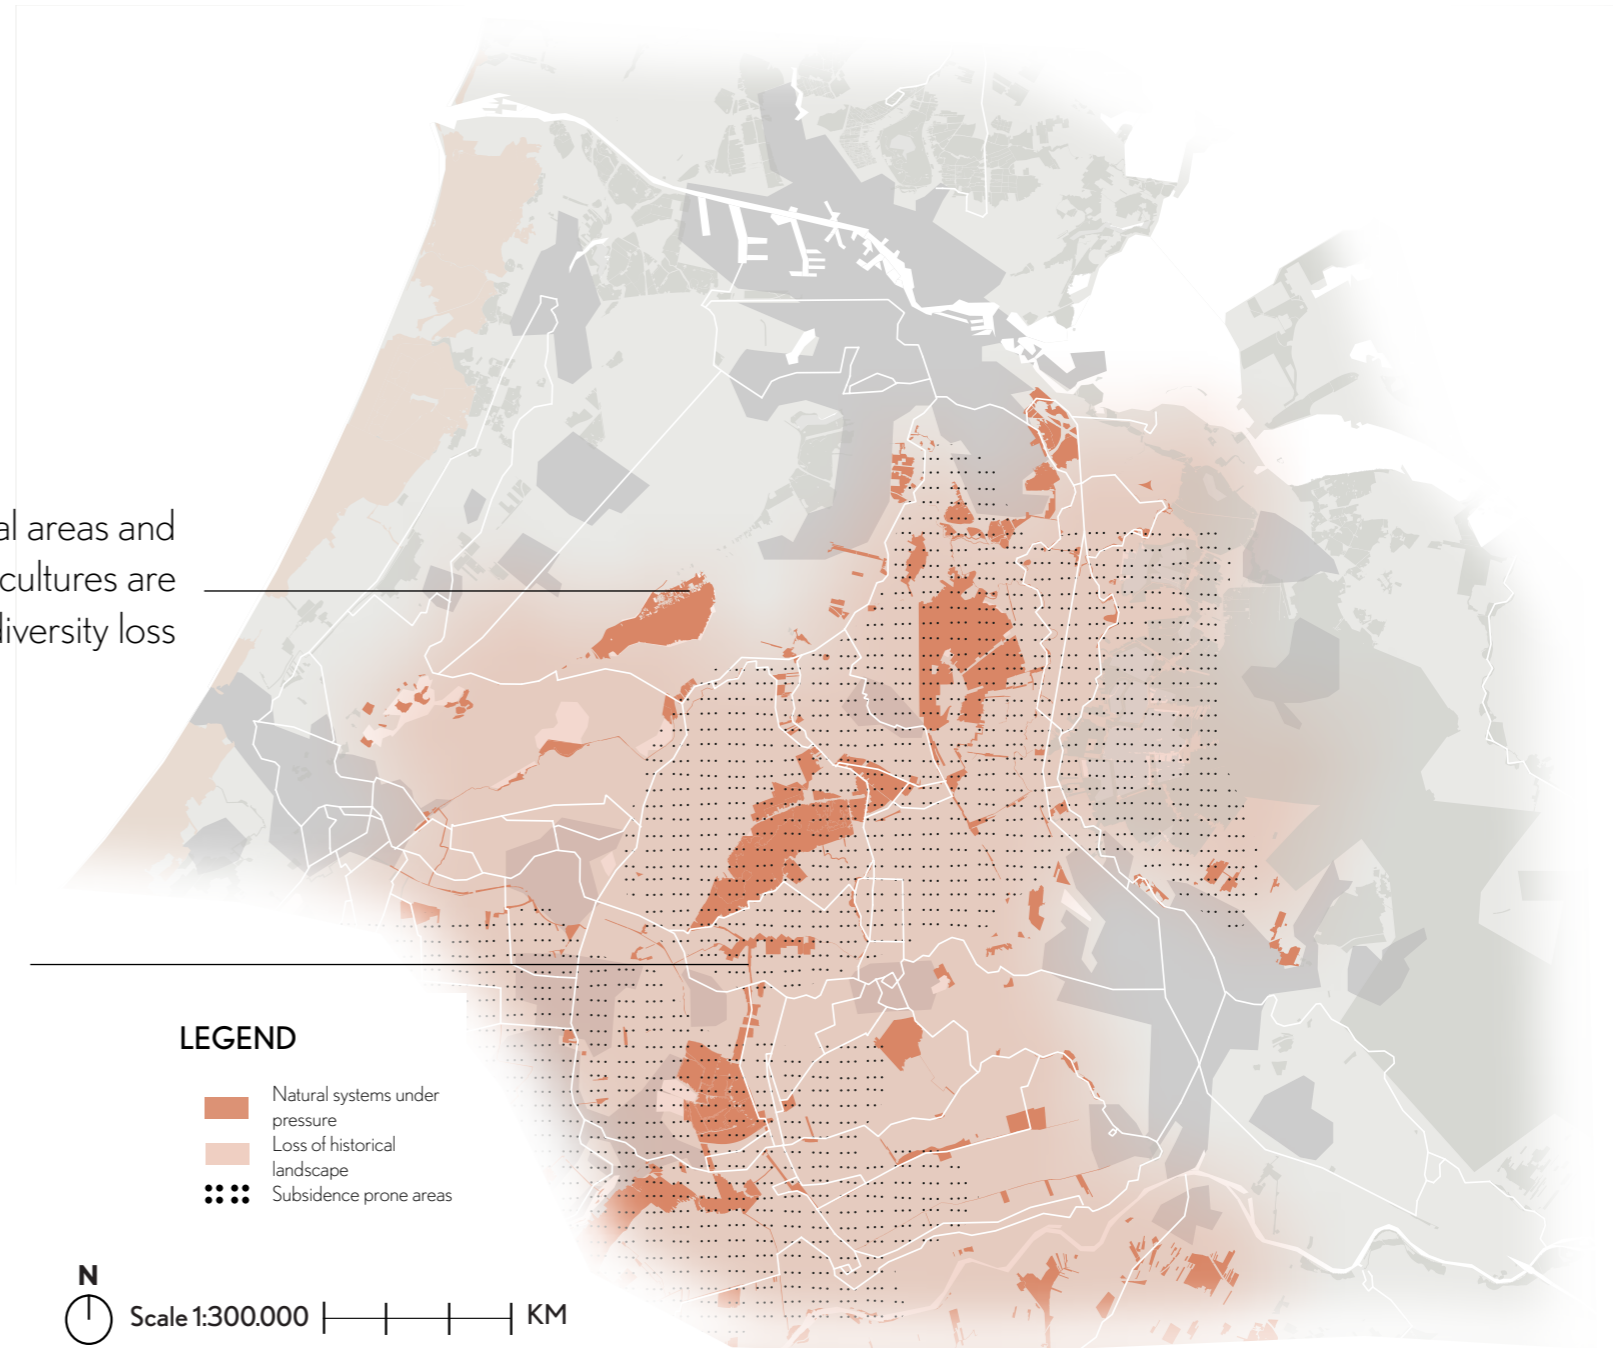 al areas and
cultures are
diversity loss
LEGEND
Natural systems under
pressure
Loss of historical
landscape
Subsidence prone areas
N
Scale 1:300.000
KM